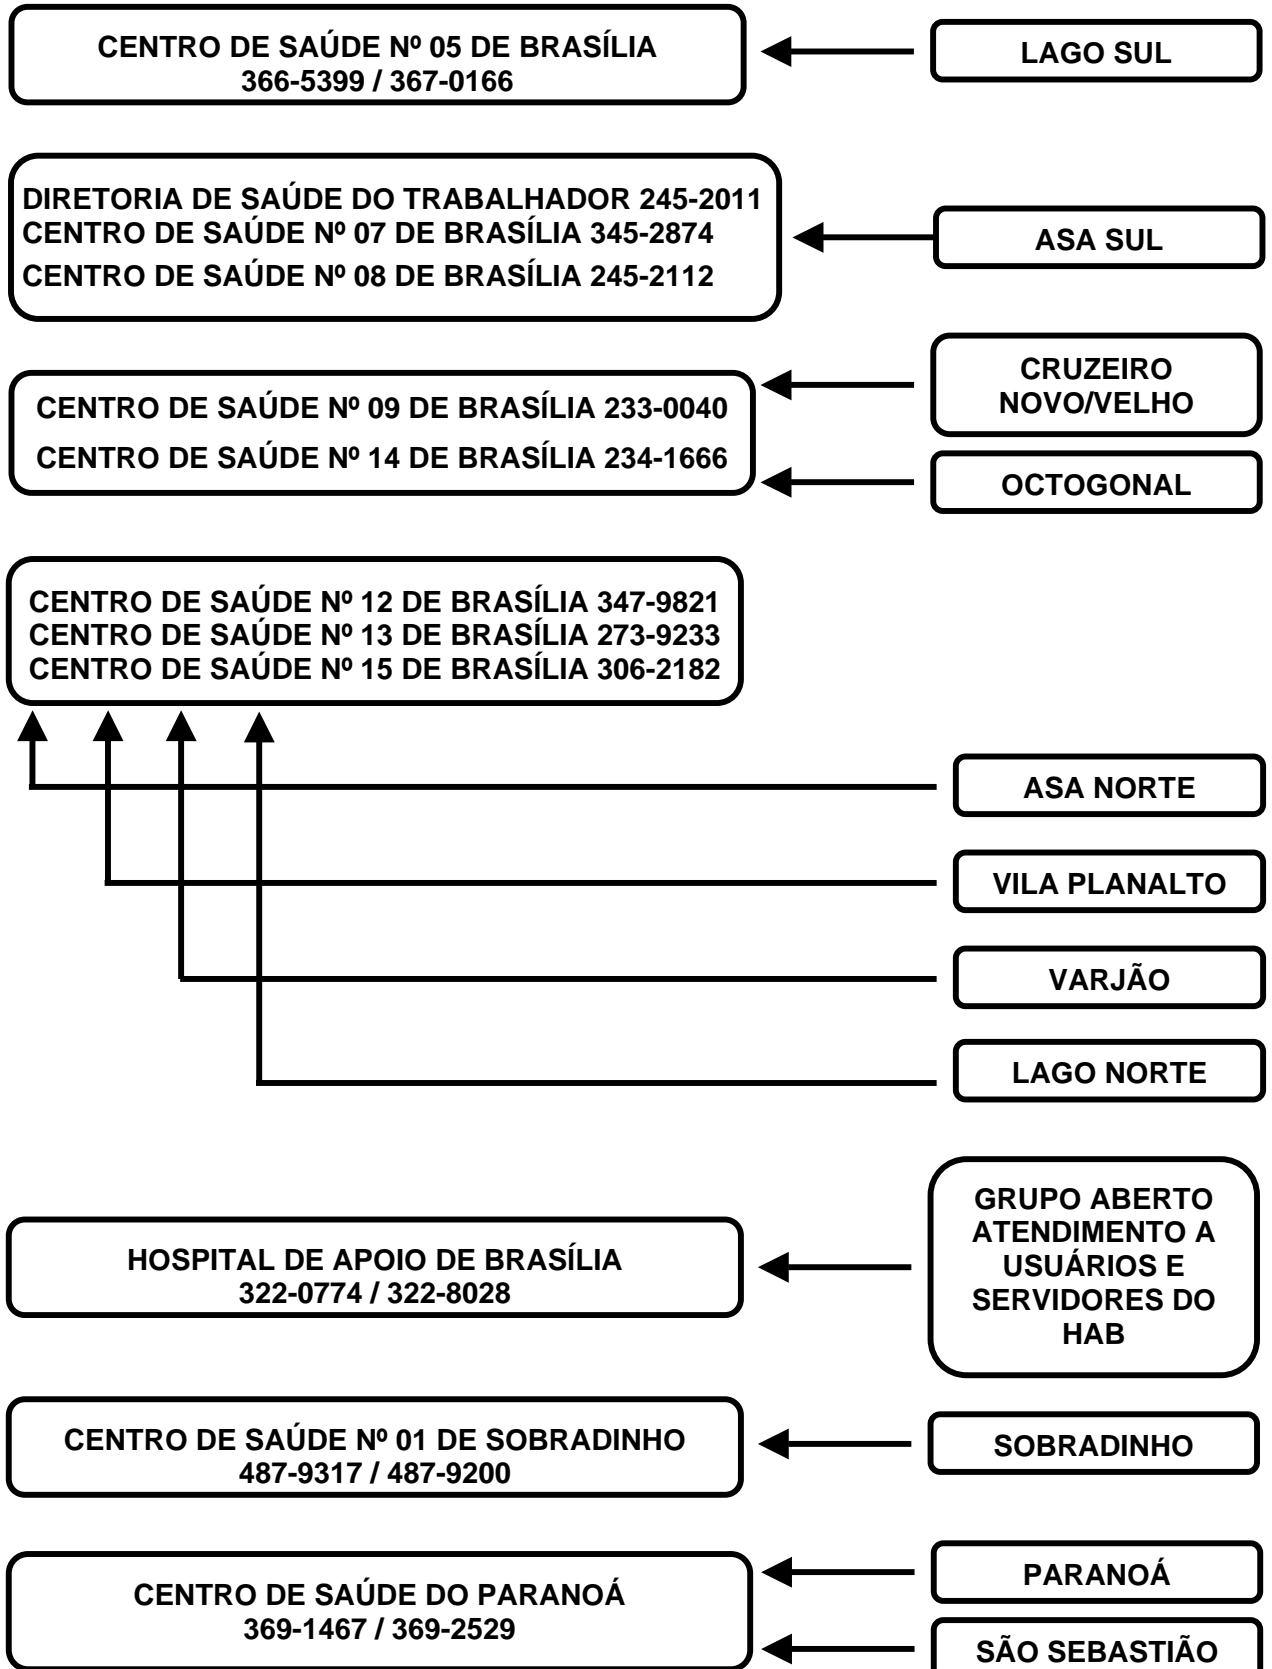 CENTRO DE SAÚDE Nº 05 DE BRASÍLIA
366-5399 / 367-0166
LAGO SUL
DIRETORIA DE SAÚDE DO TRABALHADOR 245-2011
CENTRO DE SAÚDE Nº 07 DE BRASÍLIA 345-2874
CENTRO DE SAÚDE Nº 08 DE BRASÍLIA 245-2112
ASA SUL
CENTRO DE SAÚDE Nº 09 DE BRASÍLIA 233-0040
CENTRO DE SAÚDE Nº 14 DE BRASÍLIA 234-1666
CRUZEIRO
NOVO/VELHO
OCTOGONAL
CENTRO DE SAÚDE Nº 12 DE BRASÍLIA 347-9821
CENTRO DE SAÚDE Nº 13 DE BRASÍLIA 273-9233
CENTRO DE SAÚDE Nº 15 DE BRASÍLIA 306-2182
ASA NORTE
VILA PLANALTO
VARJÃO
LAGO NORTE
HOSPITAL DE APOIO DE BRASÍLIA
322-0774 / 322-8028
GRUPO ABERTO
ATENDIMENTO A
USUÁRIOS E
SERVIDORES DO
HAB
CENTRO DE SAÚDE Nº 01 DE SOBRADINHO
487-9317 / 487-9200
SOBRADINHO
CENTRO DE SAÚDE DO PARANOÁ
369-1467 / 369-2529
PARANOÁ
SÃO SEBASTIÃO